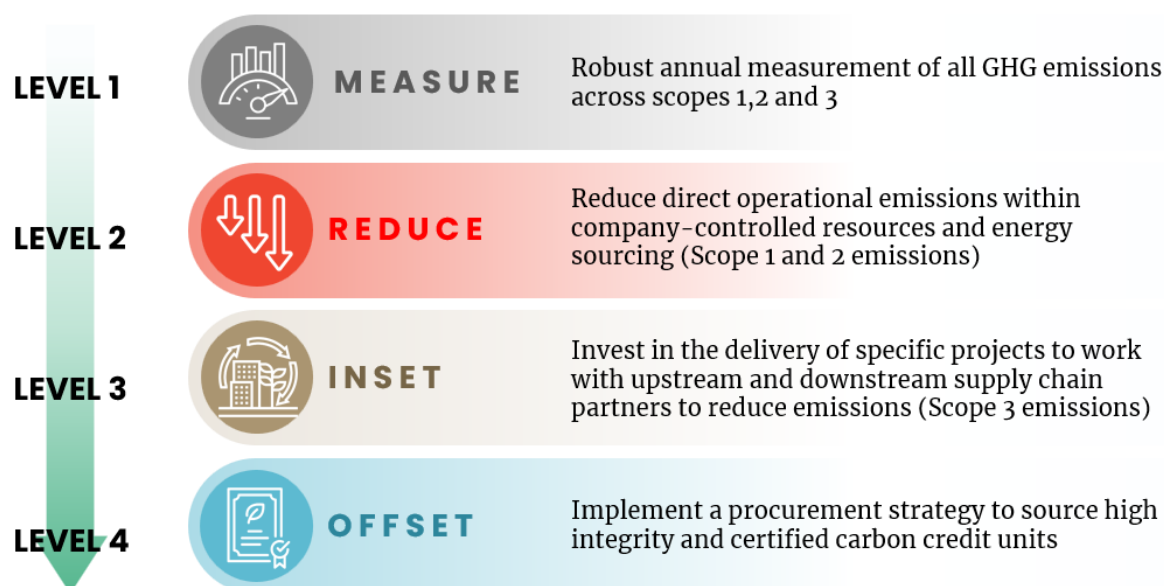 LEVEL 1
MEASURE
Robust annual measurement of all GHG emissions
across scopes 1,2 and 3
LEVEL 2
REDUCE
Reduce direct operational emissions within
company-controlled resources and energy
sourcing (Scope 1 and 2 emissions)
LEVEL 3
INSET
Invest in the delivery of specific projects to work
with upstream and downstream supply chain
partners to reduce emissions (Scope 3 emissions)
LEVEL 4
OFFSET
Implement a procurement strategy to source high
integrity and certified carbon credit units